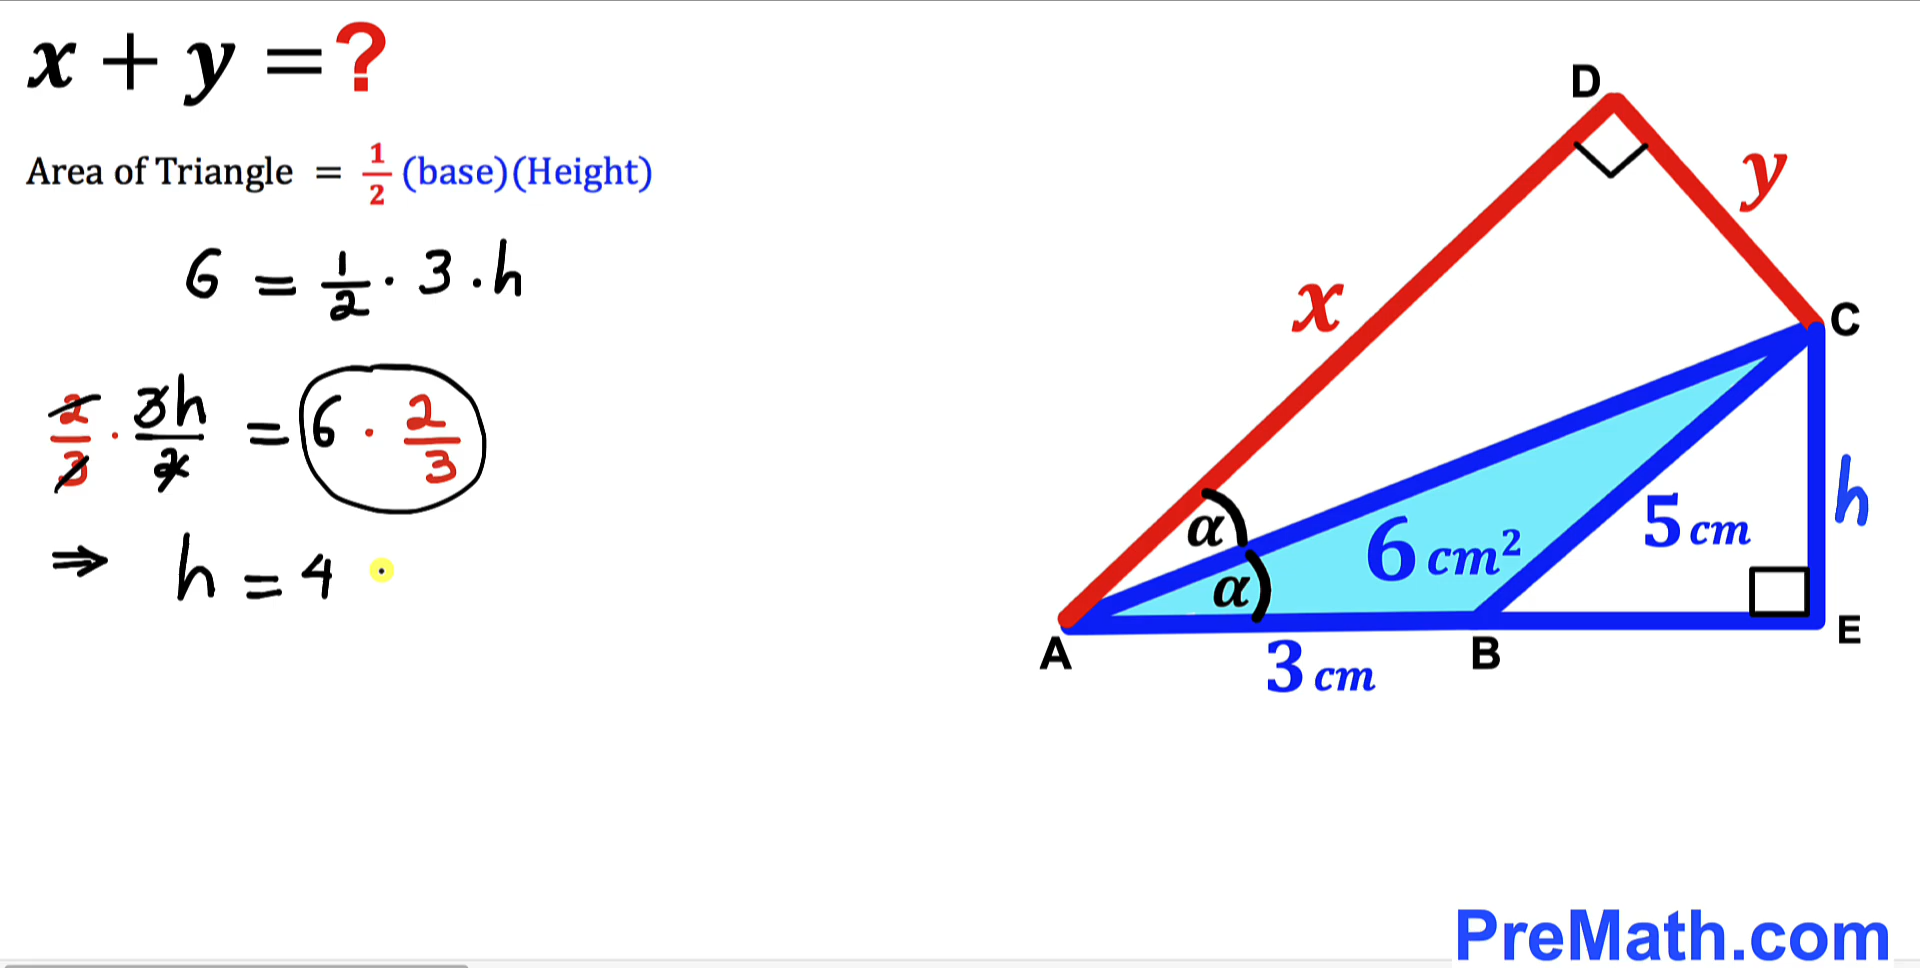 x + y = ?
Area of Triangle = 1/2 (base)(Height)
6 = 1/2 · 3 · h
2/3 · 3h/2 = 6 · 2/3
⇒ h = 4
D
y
x
C
α
α
6 cm²
5 cm
h
A
B
E
3 cm
PreMath.com